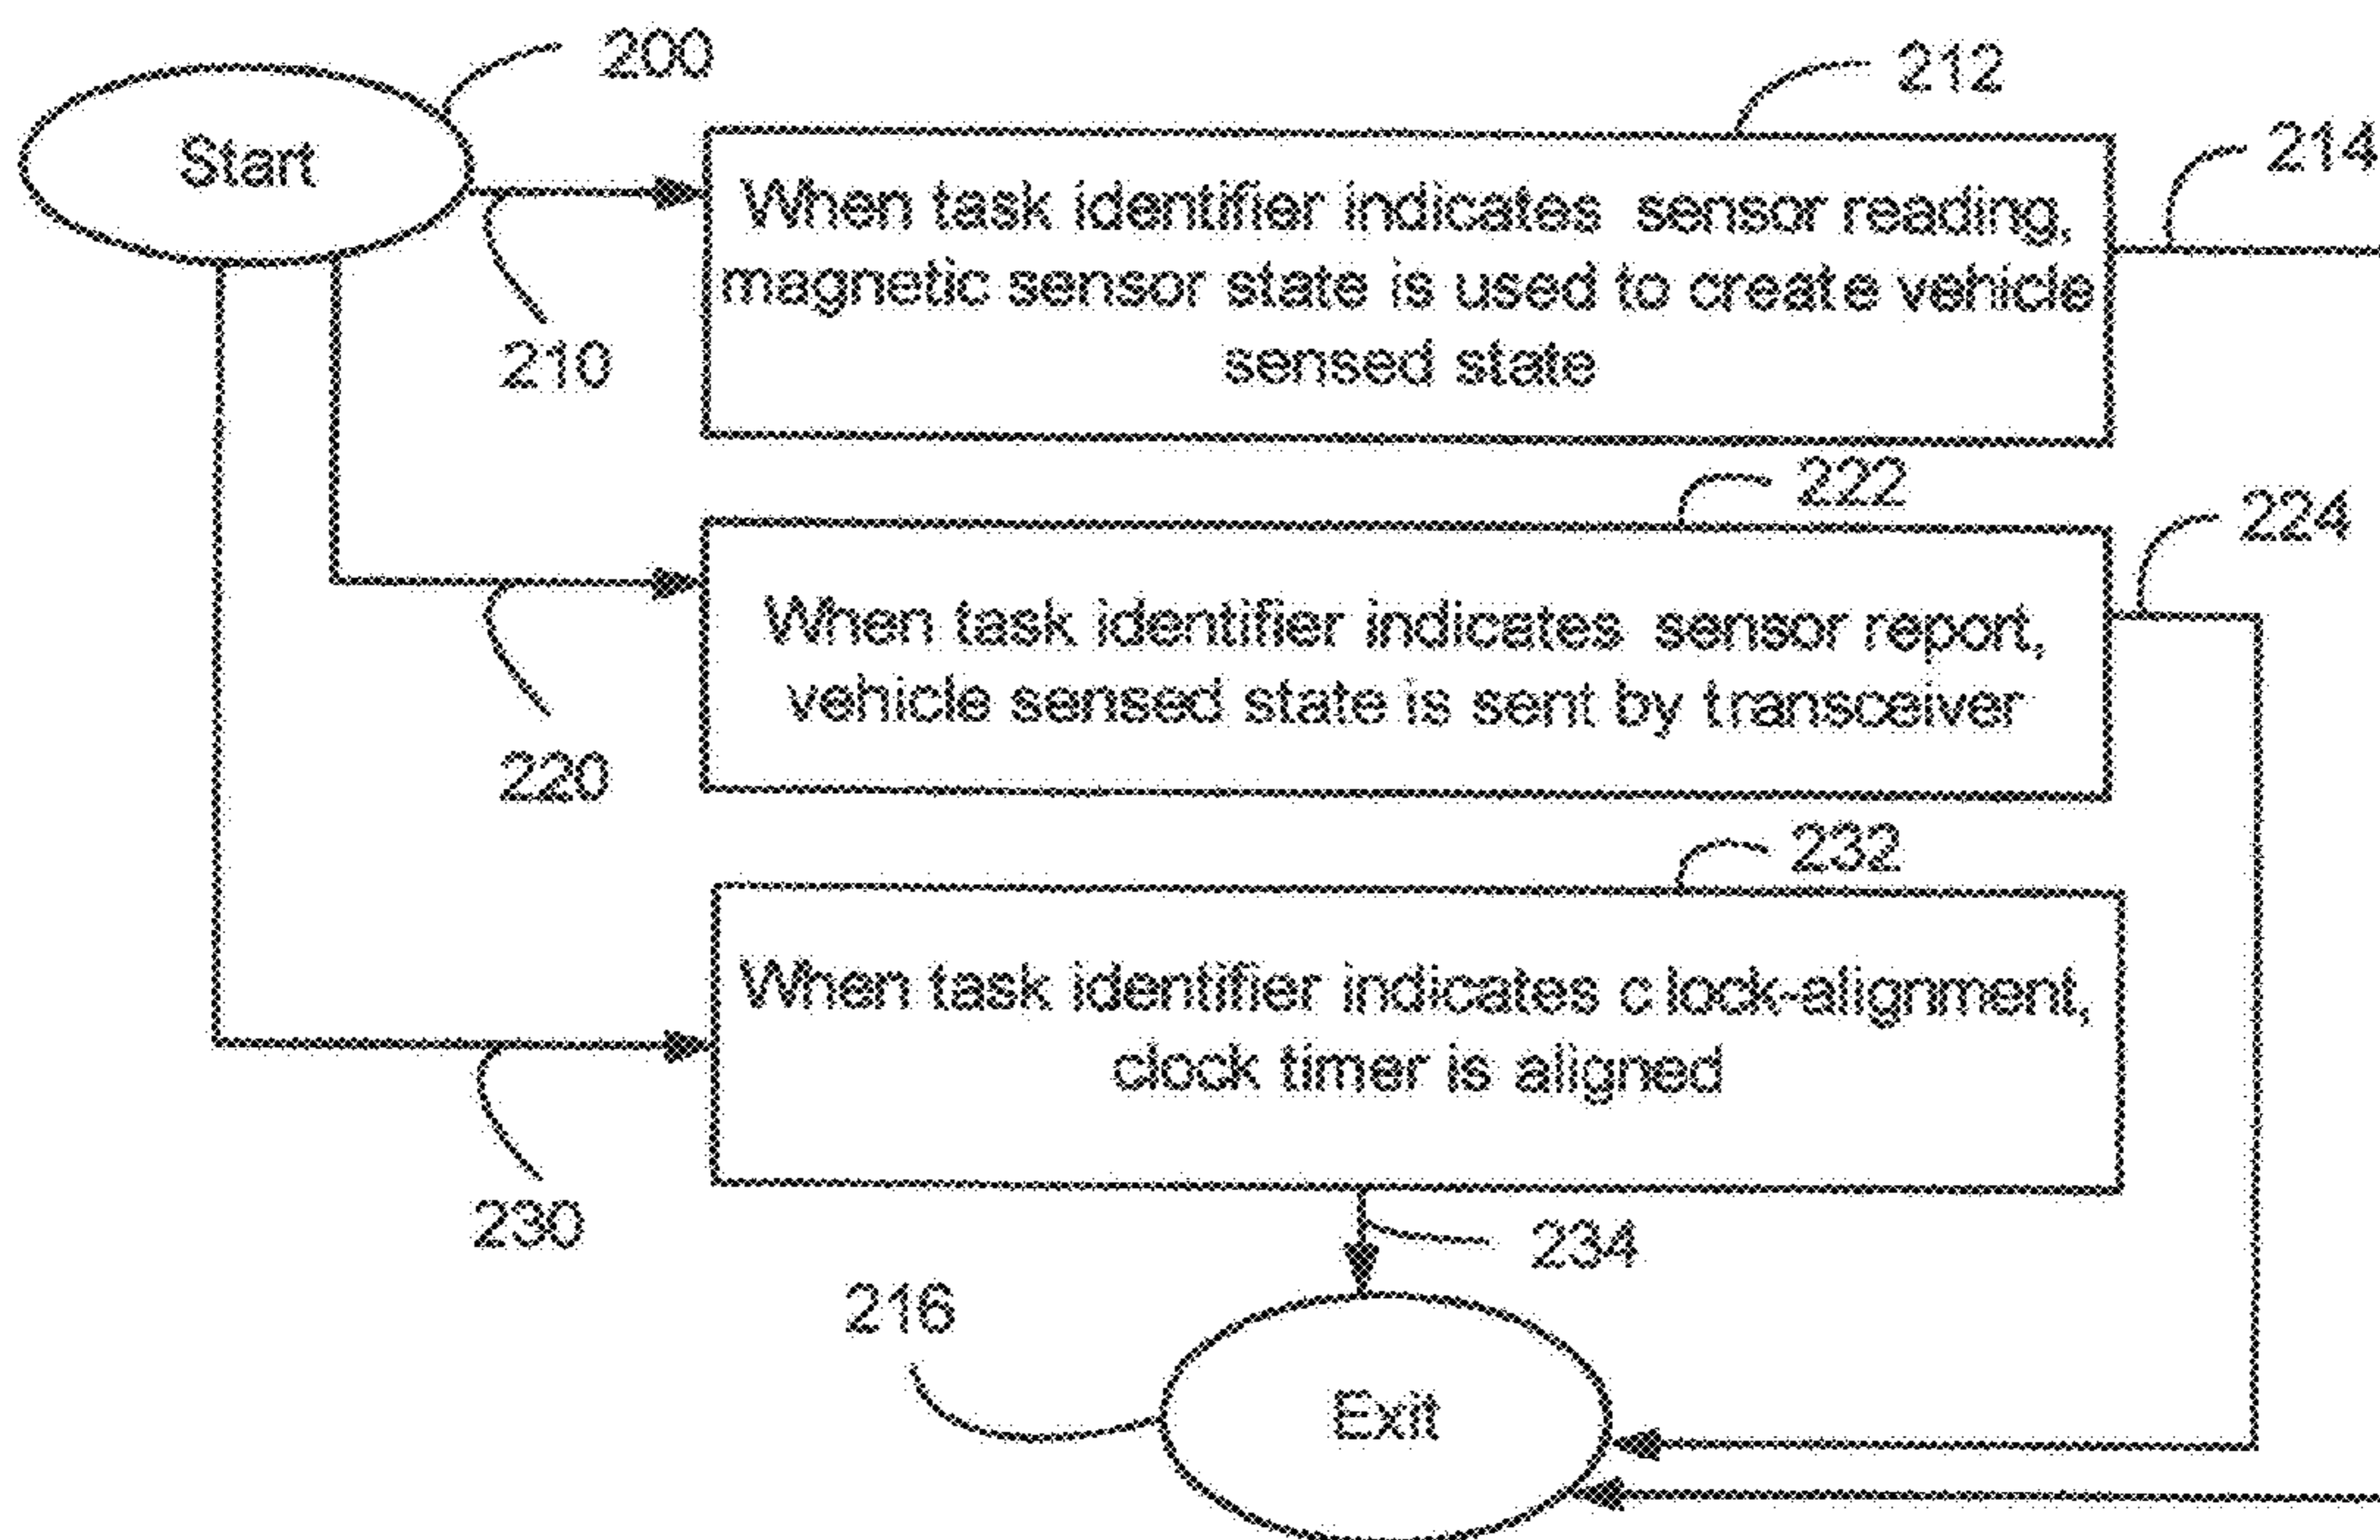 200
Start
212
214
When task identifier indicates sensor reading,
magnetic sensor state is used to create vehicle
sensed state
210
222
224
When task identifier indicates sensor report,
vehicle sensed state is sent by transceiver
220
232
When task identifier indicates clock-alignment,
clock timer is aligned
230
234
216
Exit